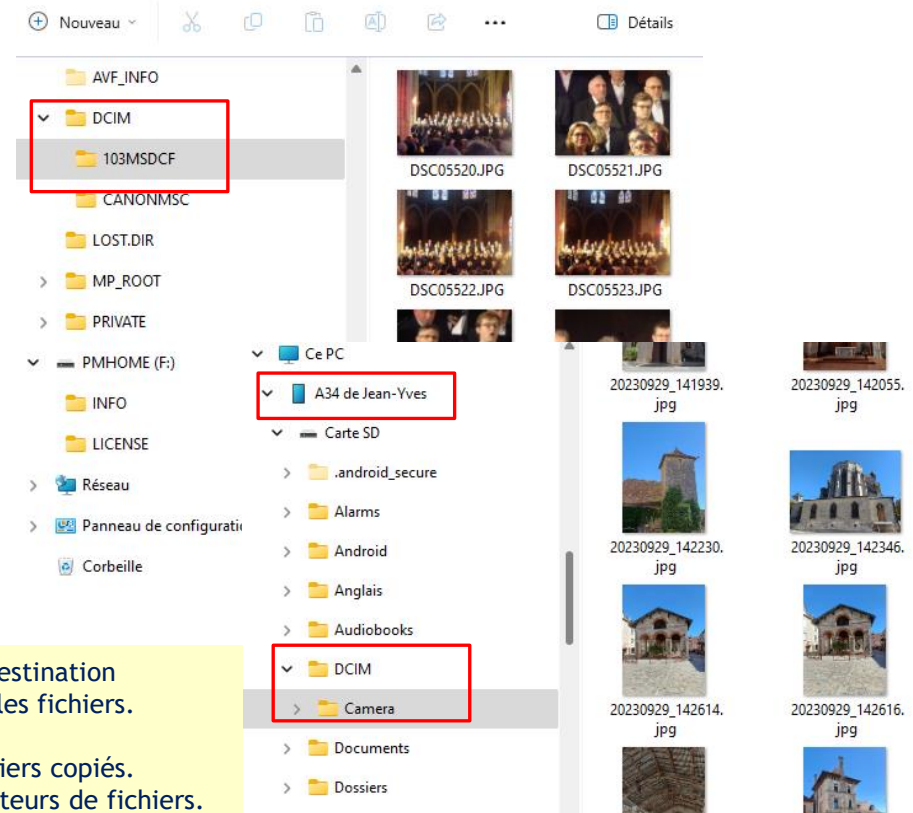 Nouveau
Détails
AVF_INFO
DCIM
103MSDCF
CANONMSC
LOST.DIR
MP_ROOT
PRIVATE
PMHOME (F:)
INFO
LICENSE
Réseau
Panneau de configurati
Corbeille
DSC05520.JPG
DSC05521.JPG
DSC05522.JPG
DSC05523.JPG
Ce PC
A34 de Jean-Yves
Carte SD
.android_secure
Alarms
Android
Anglais
Audiobooks
DCIM
Camera
Documents
Dossiers
20230929_141939.
jpg
20230929_142055.
jpg
20230929_142230.
jpg
20230929_142346.
jpg
20230929_142614.
jpg
20230929_142616.
jpg
estination
les fichiers.
iers copiés.
teurs de fichiers.